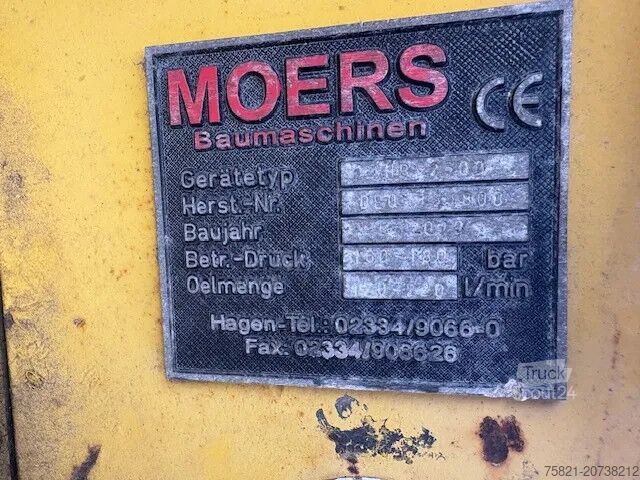 MOERS
Baumaschinen
CE
Gerätetyp
Herst.-Nr.
Baujahr
Betr.-Druck bar
Oelmenge l/min
Hagen-Tel.: 02334/9066-0
Fax. 02334/906626
Truck
about24
75821-20738212